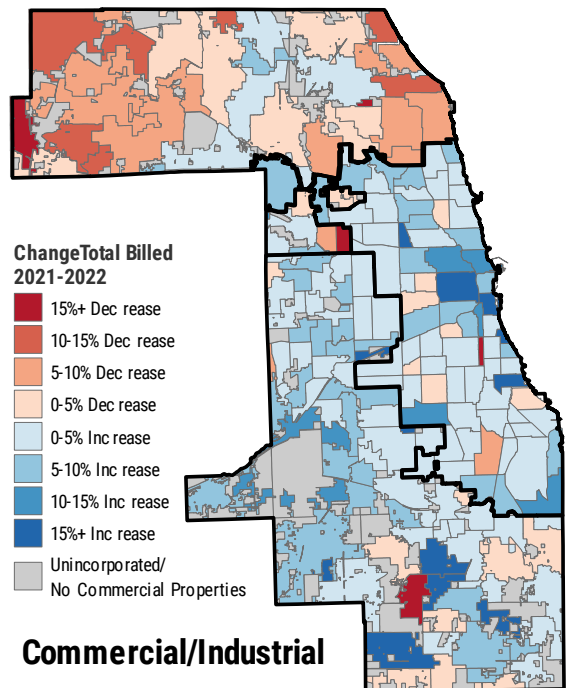 ChangeTotal Billed
2021-2022
15%+ Dec rease
10-15% Dec rease
5-10% Dec rease
0-5% Dec rease
0-5% Inc rease
5-10% Inc rease
10-15% Inc rease
15%+ Inc rease
Unincorporated/
No Commercial Properties
Commercial/Industrial